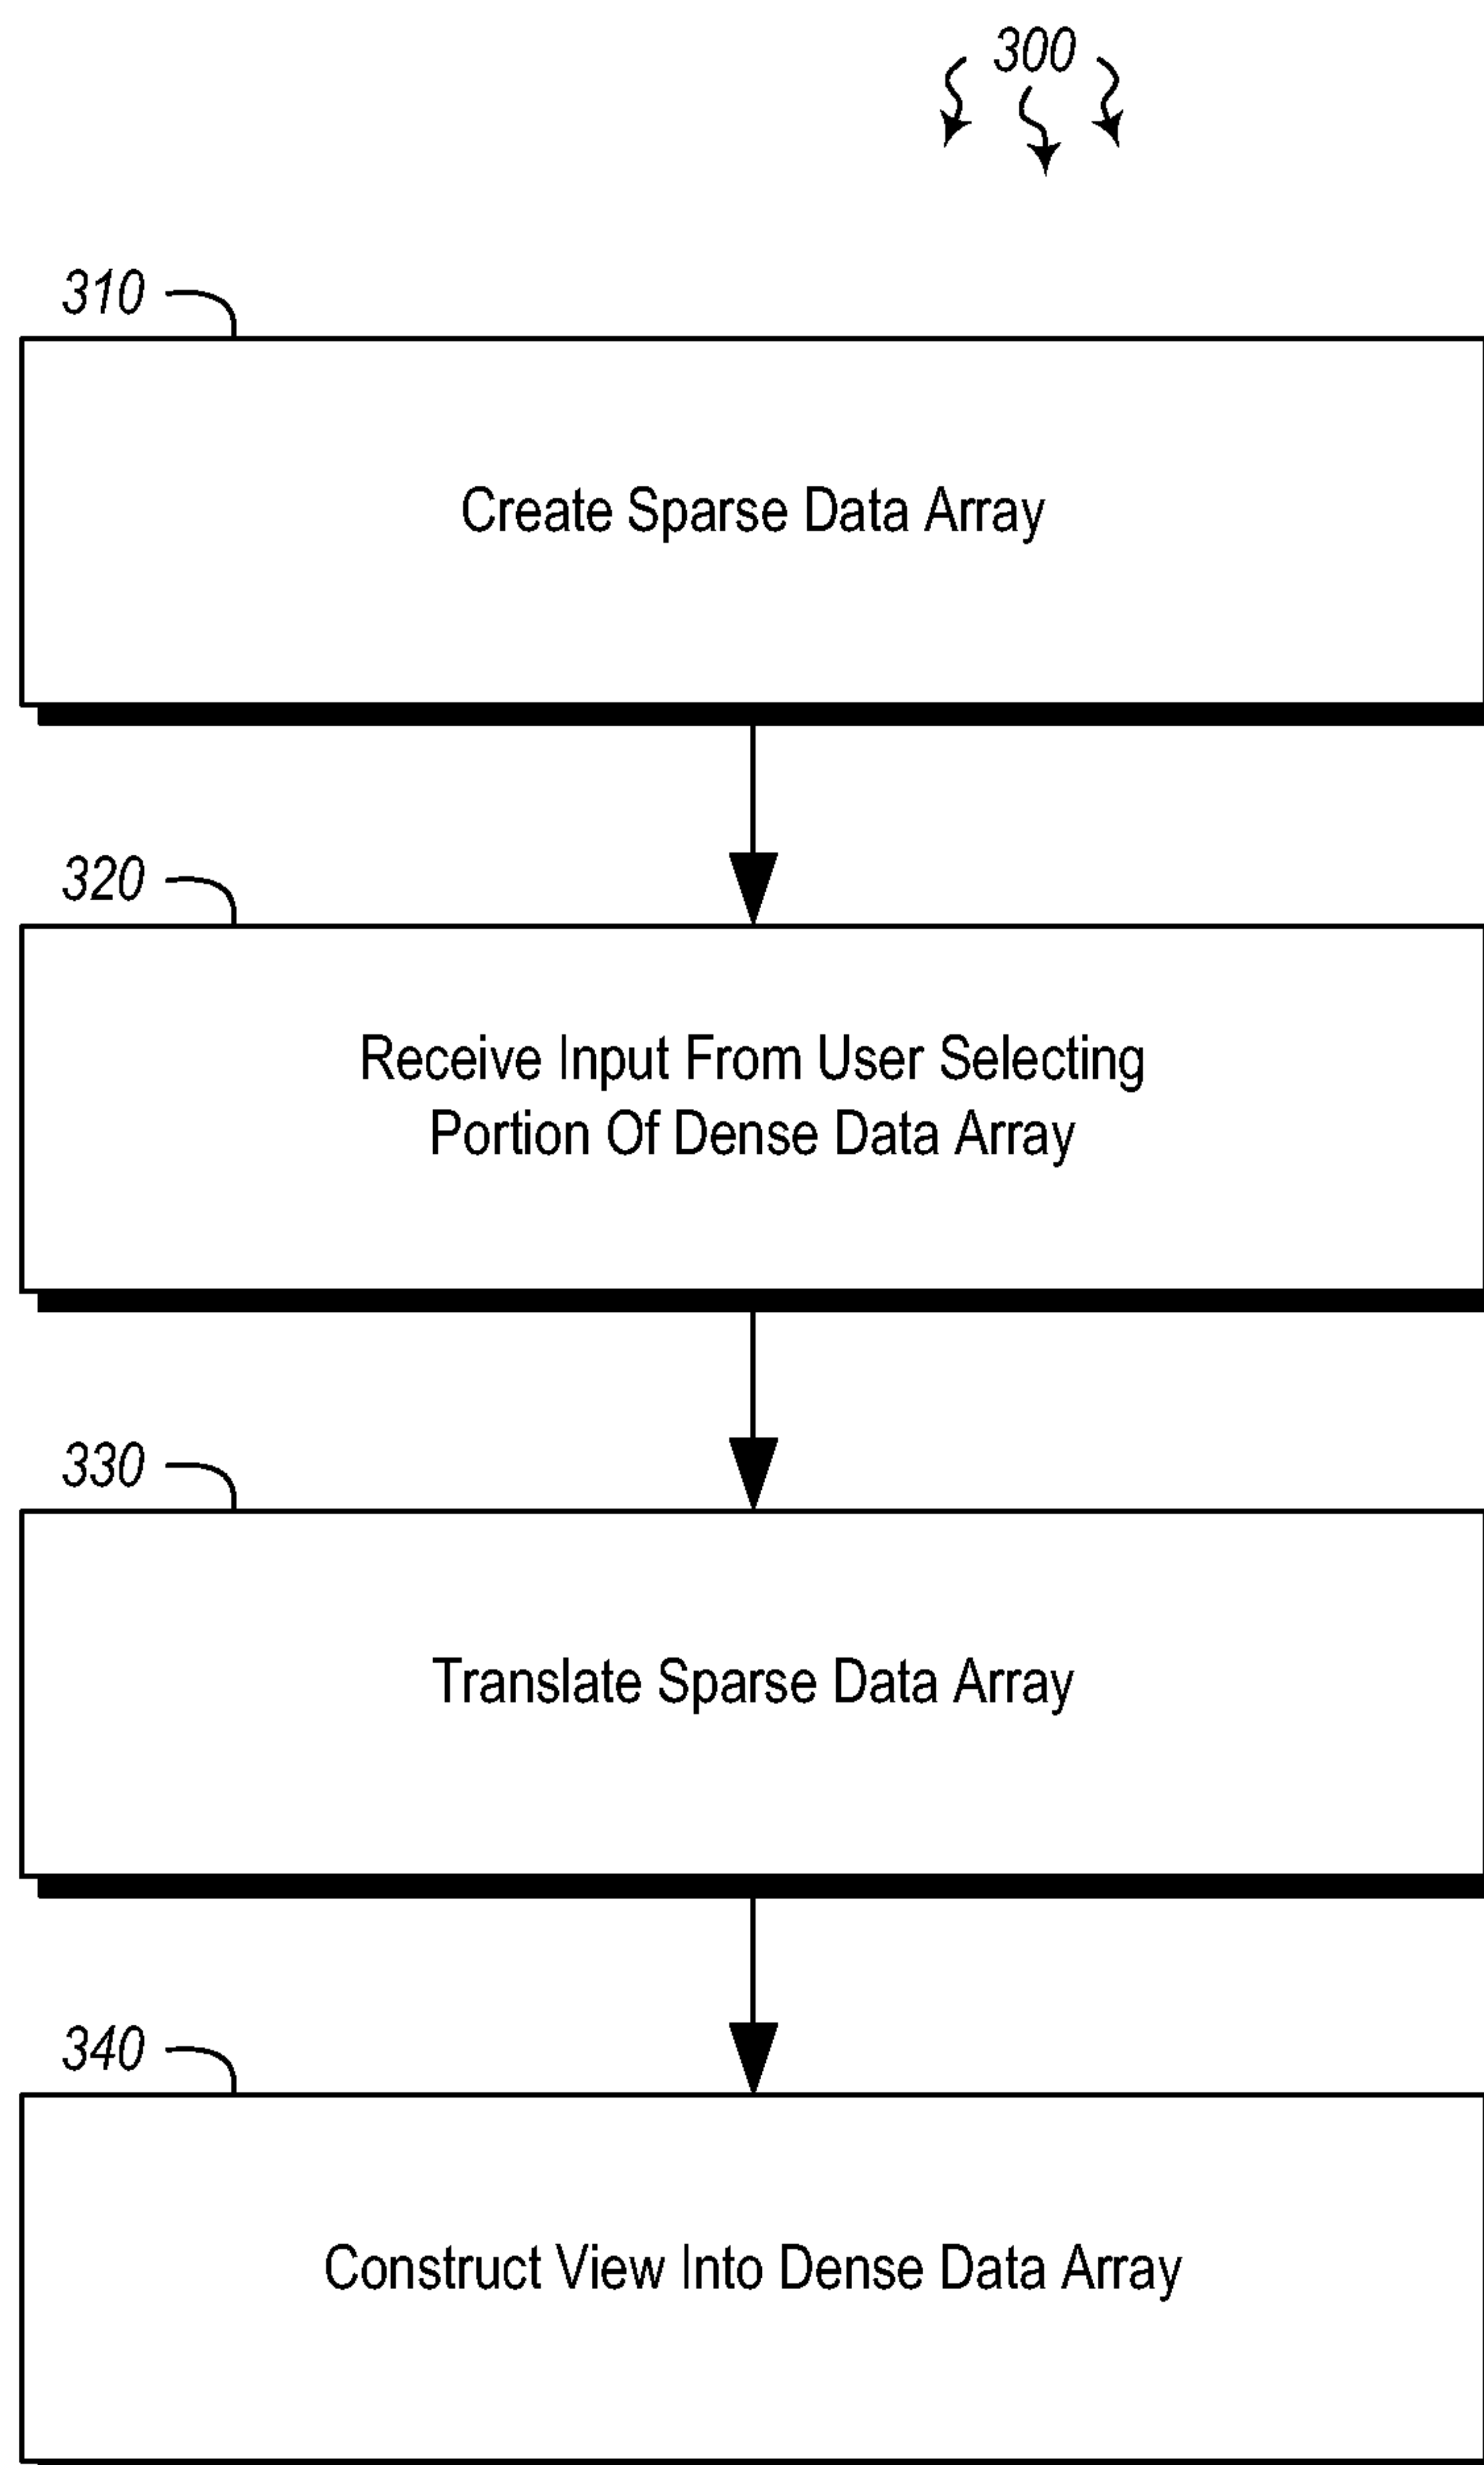 300
310
Create Sparse Data Array
320
Receive Input From User Selecting
Portion Of Dense Data Array
330
Translate Sparse Data Array
340
Construct View Into Dense Data Array